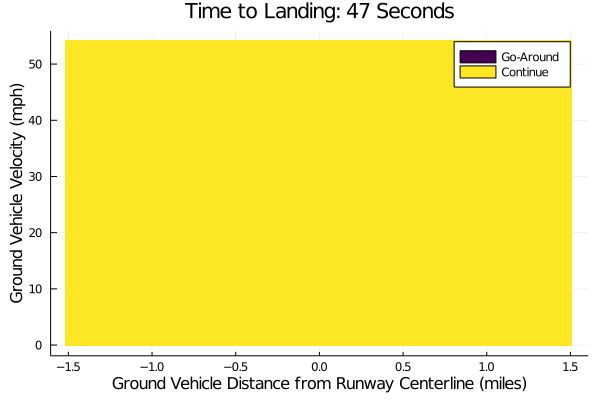 Time to Landing: 47 Seconds
Go-Around
Continue
50
40
30
20
10
0
Ground Vehicle Velocity (mph)
−1.5 −1.0 −0.5 0.0 0.5 1.0 1.5
Ground Vehicle Distance from Runway Centerline (miles)